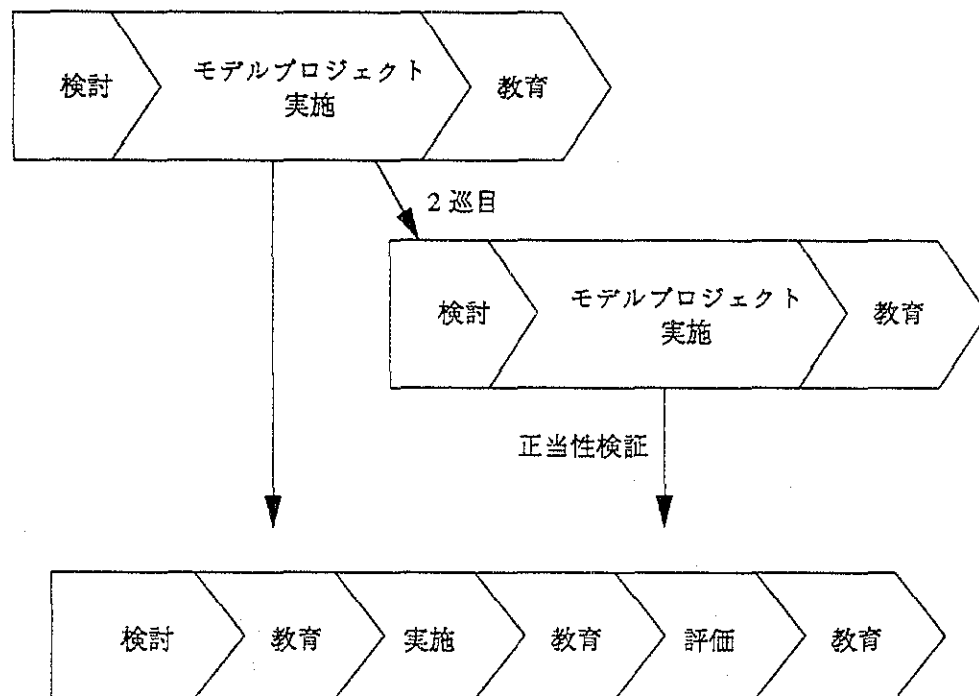 検討
モデルプロジェクト
実施
教育
2巡目
検討
モデルプロジェクト
実施
教育
正当性検証
検討
教育
実施
教育
評価
教育